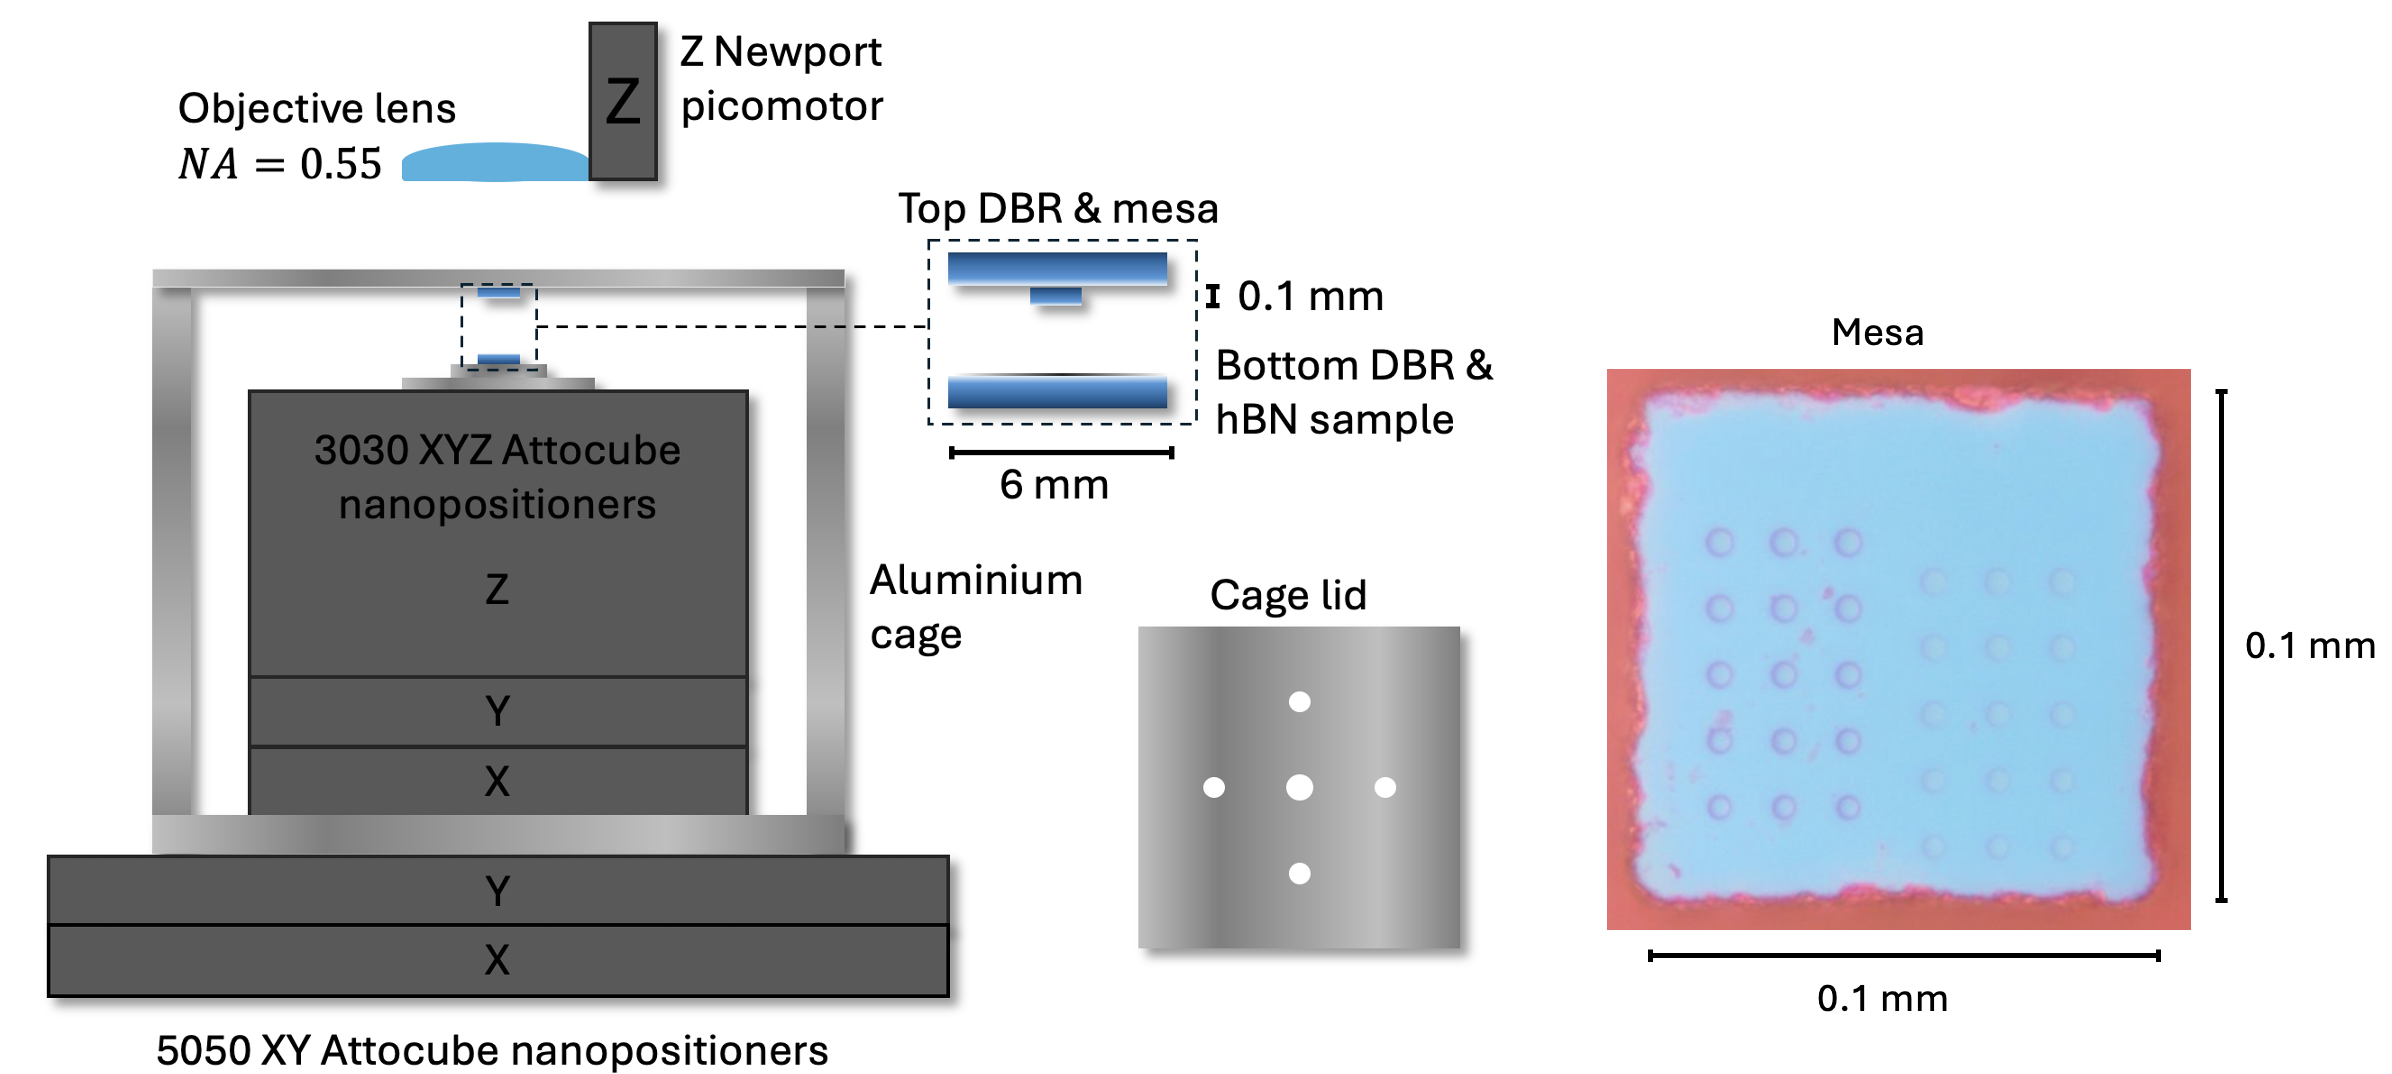 Z
Z Newport
picomotor
Objective lens
NA = 0.55
Top DBR & mesa
0.1 mm
Bottom DBR &
hBN sample
6 mm
3030 XYZ Attocube
nanopositioners
Z
Y
X
Aluminium
cage
Y
X
5050 XY Attocube nanopositioners
Cage lid
Mesa
0.1 mm
0.1 mm